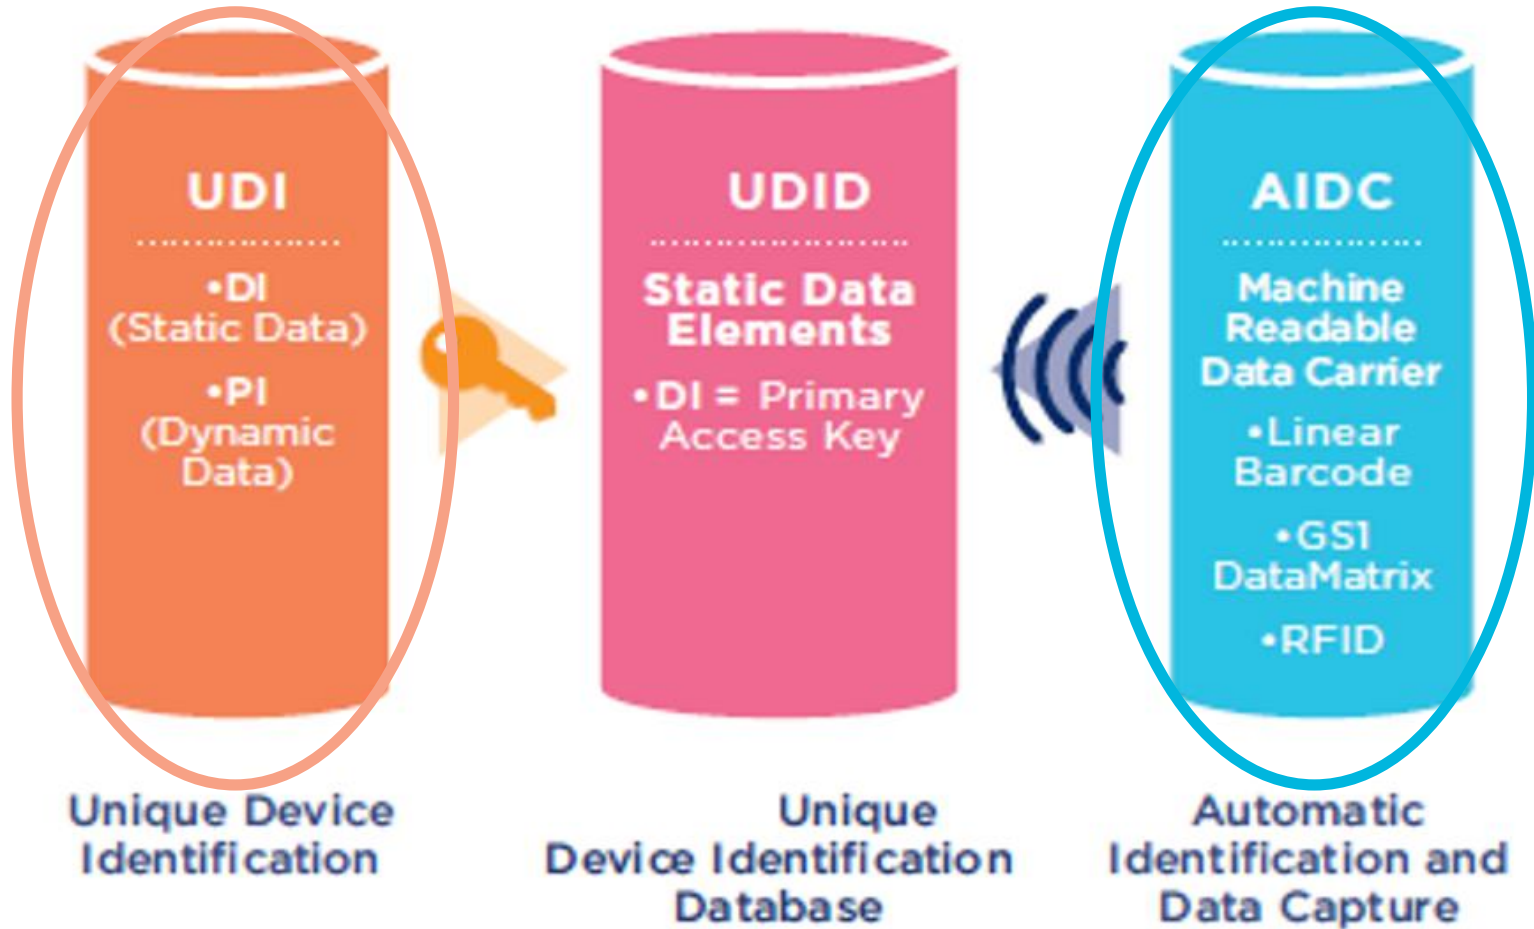 UDI
•DI
(Static Data)
•PI
(Dynamic
Data)
Unique Device
Identification
UDID
Static Data
Elements
•DI = Primary
Access Key
Unique
Device Identification
Database
AIDC
Machine
Readable
Data Carrier
•Linear
Barcode
•GS1
DataMatrix
•RFID
Automatic
Identification and
Data Capture